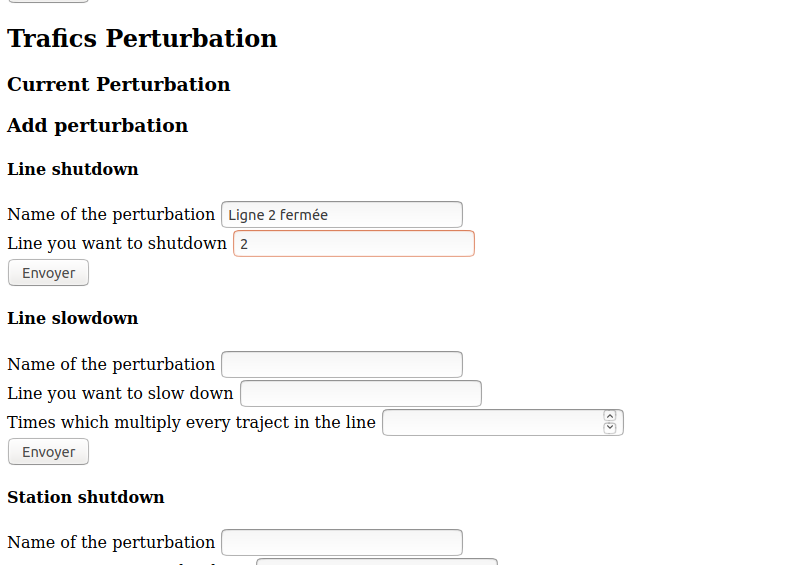 Trafics Perturbation
Current Perturbation
Add perturbation
Line shutdown
Name of the perturbation Ligne 2 fermée
Line you want to shutdown 2
Envoyer
Line slowdown
Name of the perturbation
Line you want to slow down
Times which multiply every traject in the line
Envoyer
Station shutdown
Name of the perturbation